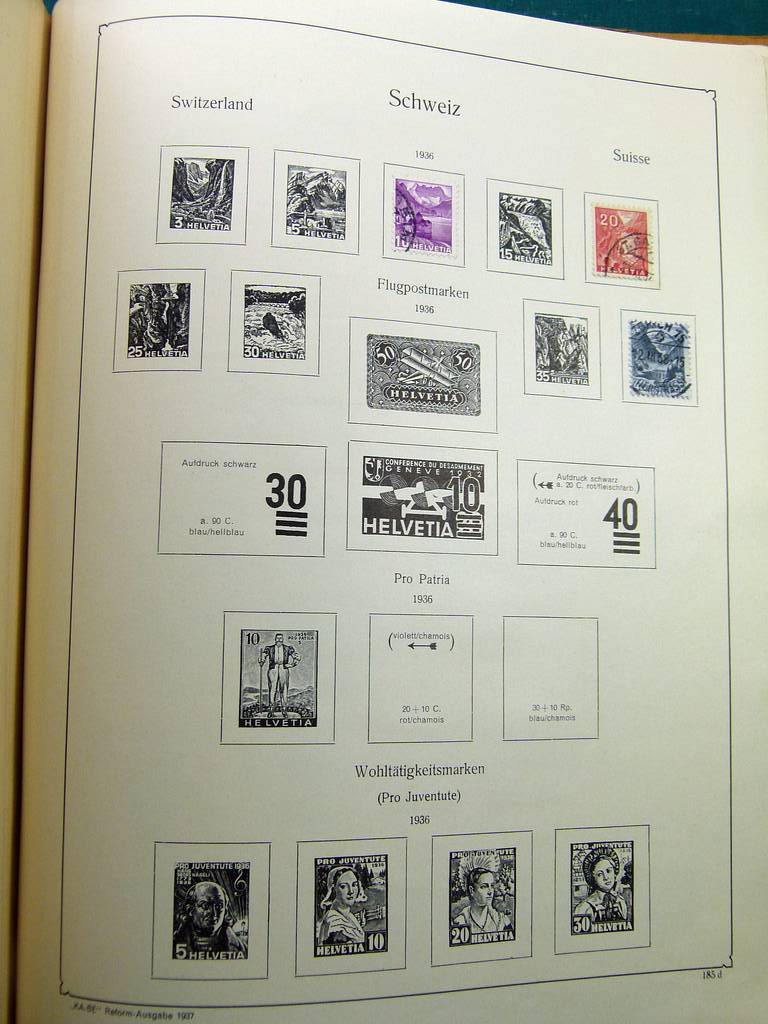 Switzerland
Schweiz
1936
Suisse
3 HELVETIA
5 HELVETIA
HELVETIA
15 HELVETIA
20
HELVETIA
25 HELVETIA
30 HELVETIA
Flugpostmarken
1936
50 50
HELVETIA
35 HELVETIA
Aufdruck schwarz
30
a. 90 C.
blau/hellblau
CONFERENCE DU DESARMEMENT
GENEVE 1932
10
HELVETIA
Aufdruck schwarz
a. 20 C. rot/fleischfarb.
Aufdruck rot
40
a. 90 C.
blau/hellblau
Pro Patria
1936
10
PRO PATRIA
HELVETIA
(violett/chamois)
20 + 10 C.
rot/chamois
30 + 10 Rp.
blau/chamois
Wohltätigkeitsmarken
(Pro Juventute)
1936
PRO JUVENTUTE 1936
5 HELVETIA
PRO JUVENTUTE
1936
HELVETIA 10
PRO JUVENTUTE
1936
20 HELVETIA
30 HELVETIA
185 d
„KA-BE" Reform-Ausgabe 1937